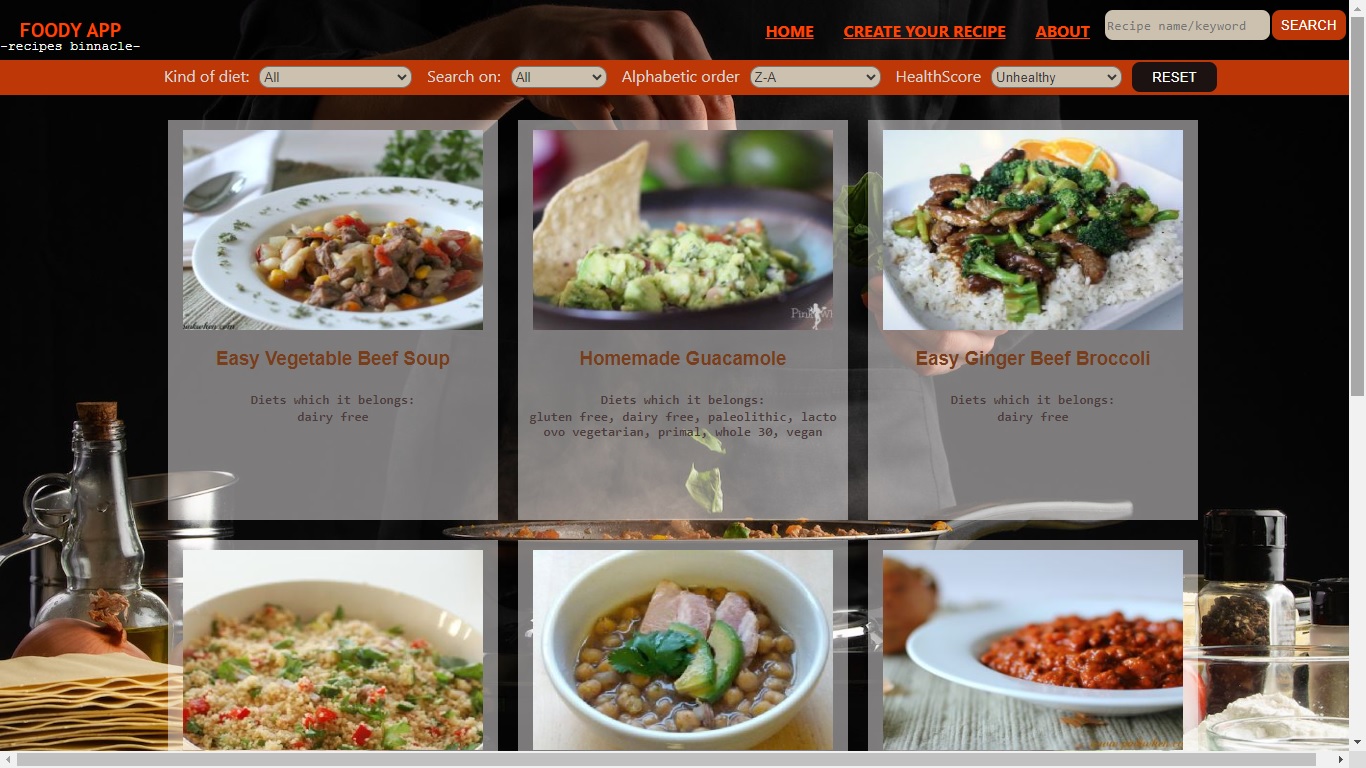 FOODY APP
-recipes binnacle-
HOME
CREATE YOUR RECIPE
ABOUT
Recipe name/keyword
SEARCH
Kind of diet:
All
Search on:
All
Alphabetic order
Z-A
HealthScore
Unhealthy
RESET
Easy Vegetable Beef Soup
Diets which it belongs:
dairy free
Homemade Guacamole
Diets which it belongs:
gluten free, dairy free, paleolithic, lacto
ovo vegetarian, primal, whole 30, vegan
Easy Ginger Beef Broccoli
Diets which it belongs:
dairy free